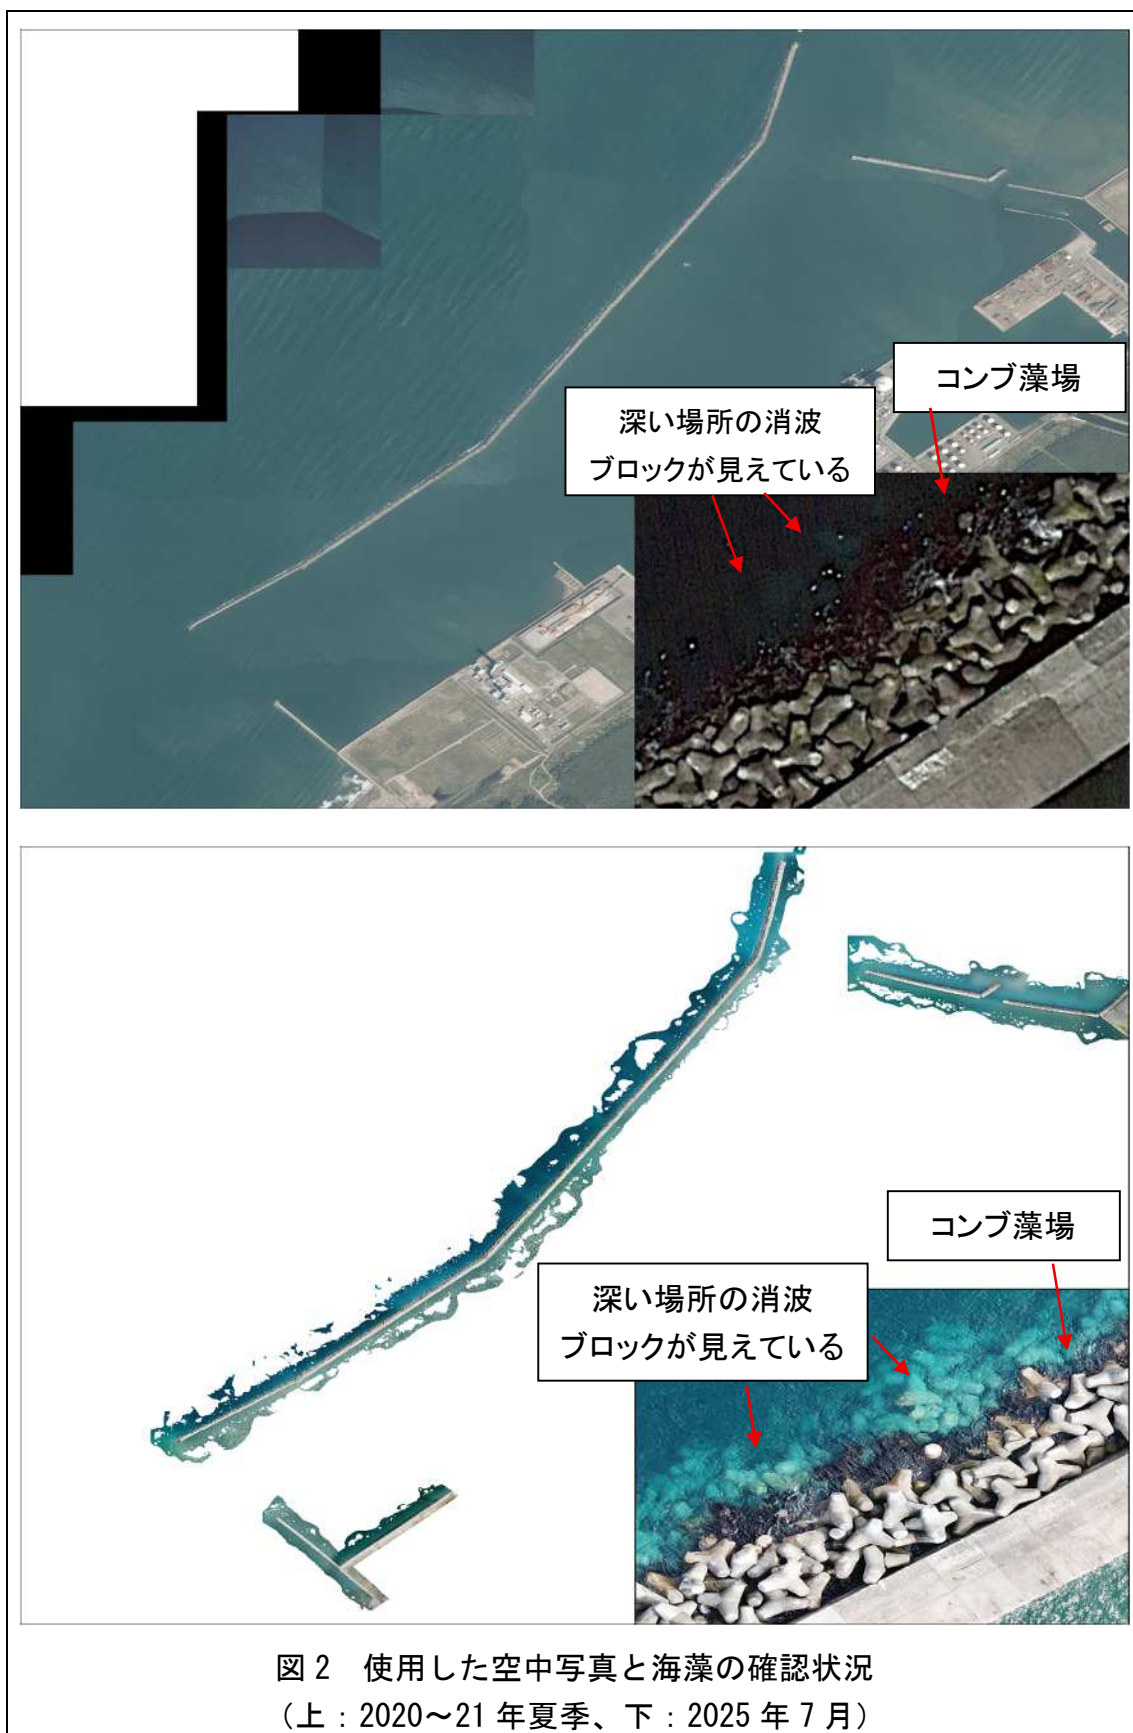 コンブ藻場
深い場所の消波
ブロックが見えている
コンブ藻場
深い場所の消波
ブロックが見えている
図2 使用した空中写真と海藻の確認状況
(上：2020～21年夏季、下：2025年7月)